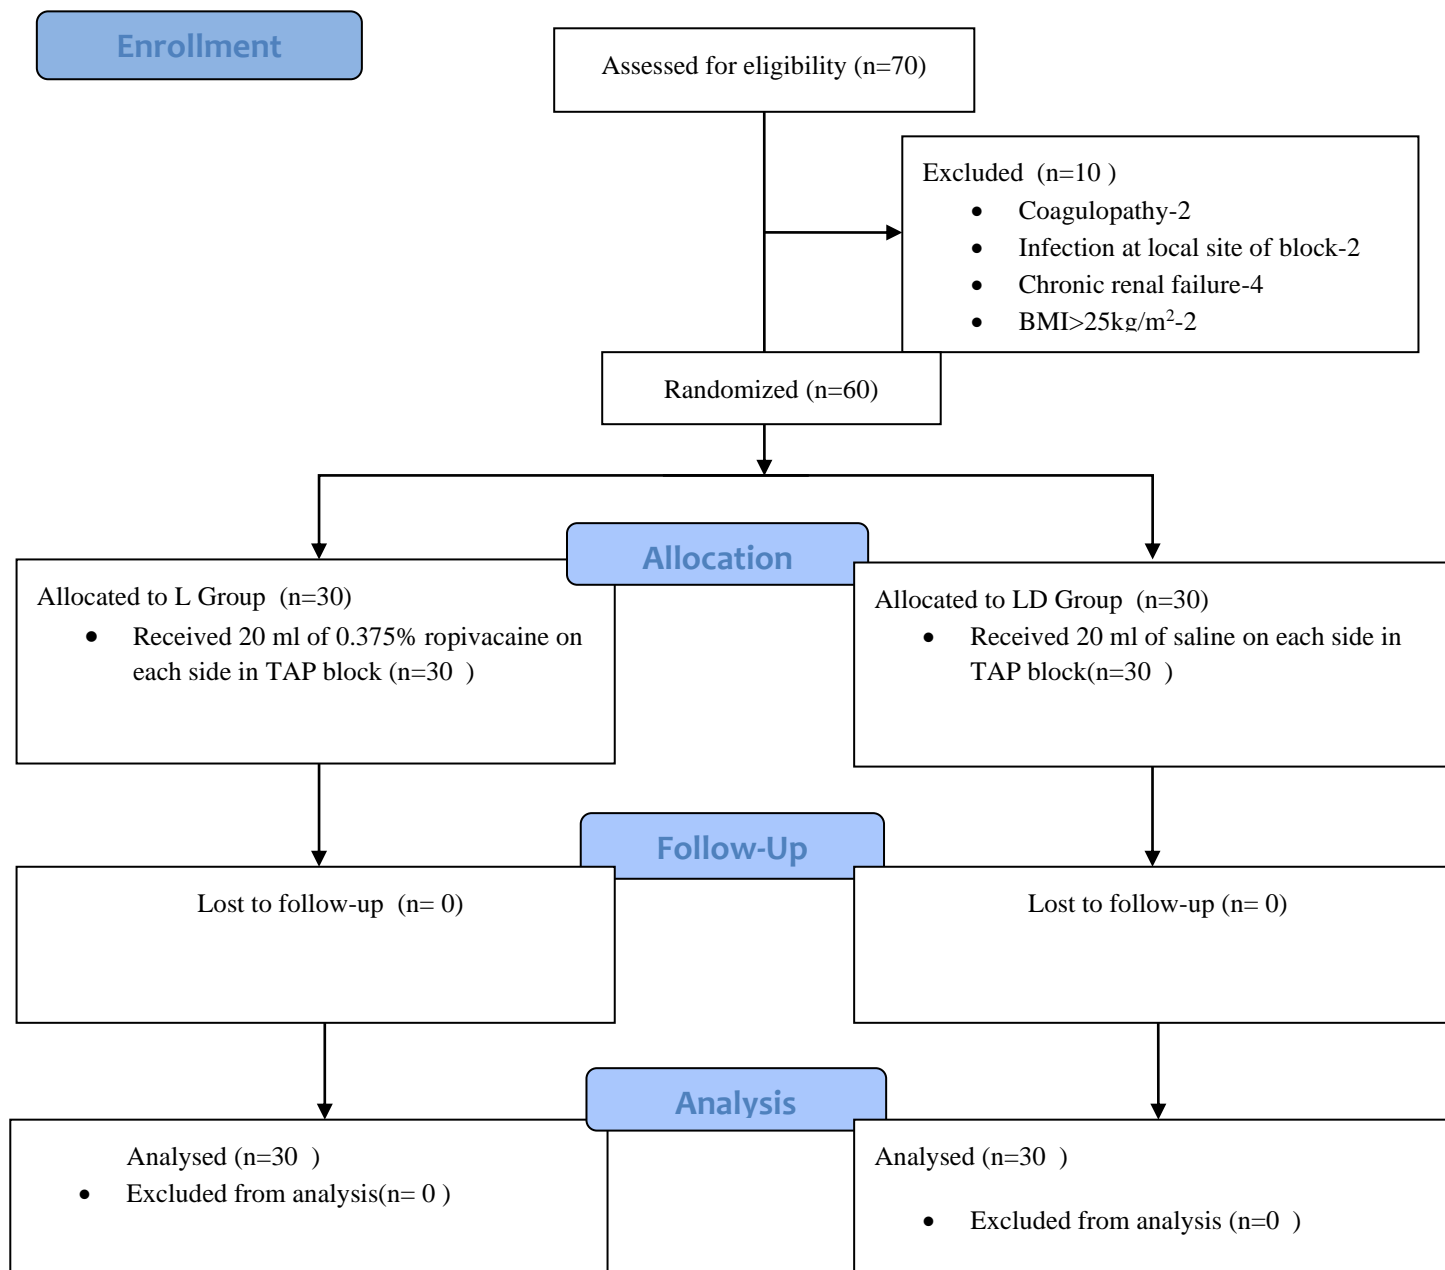 Enrollment
Assessed for eligibility (n=70)
Excluded  (n=10 )
• Coagulopathy-2
• Infection at local site of block-2
• Chronic renal failure-4
• BMI>25kg/m²-2
Randomized (n=60)
Allocation
Allocated to L Group  (n=30)
• Received 20 ml of 0.375% ropivacaine on
each side in TAP block (n=30  )
Allocated to LD Group  (n=30)
• Received 20 ml of saline on each side in
TAP block(n=30  )
Follow-Up
Lost to follow-up  (n= 0)
Lost to follow-up (n= 0)
Analysis
Analysed (n=30  )
• Excluded from analysis(n= 0 )
Analysed (n=30  )
• Excluded from analysis (n=0  )